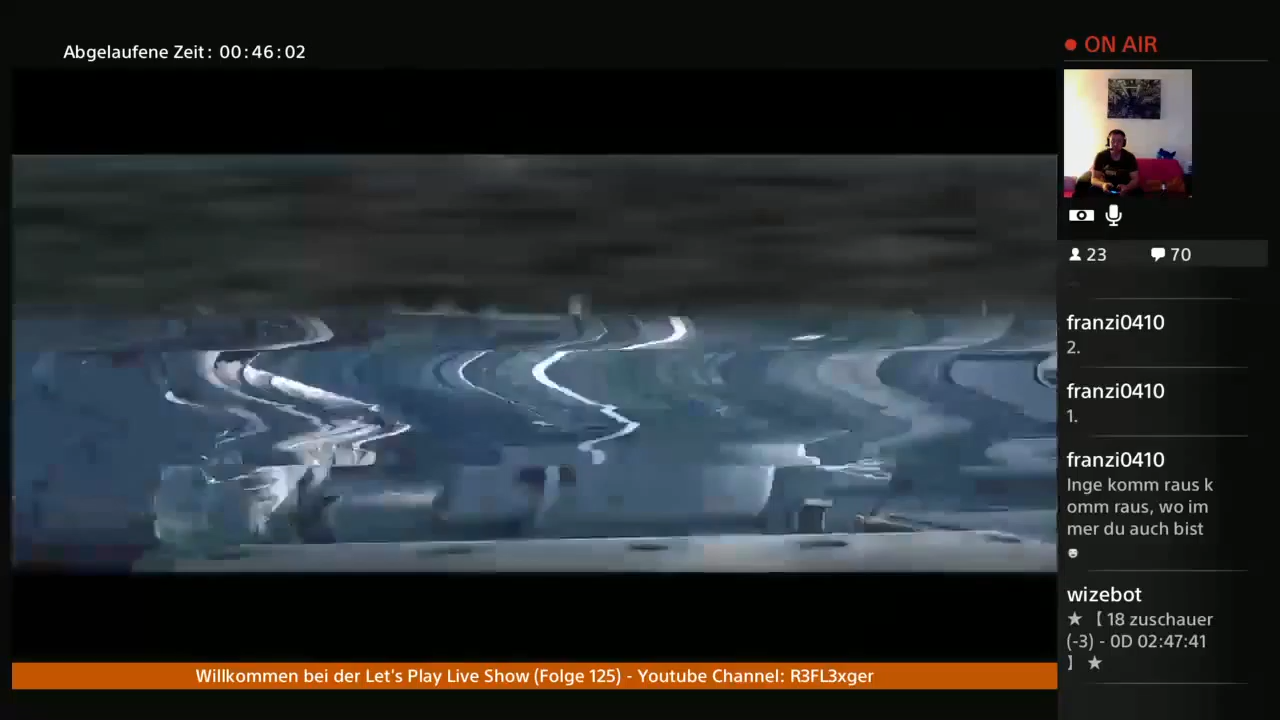 Abgelaufene Zeit: 00:46:02
ON AIR
23 70
franzi0410
2.
franzi0410
1.
franzi0410
Inge komm raus k
omm raus, wo im
mer du auch bist
wizebot
★ 【 18 zuschauer
(-3) - 0D 02:47:41
】 ★
Willkommen bei der Let's Play Live Show (Folge 125) - Youtube Channel: R3FL3xger